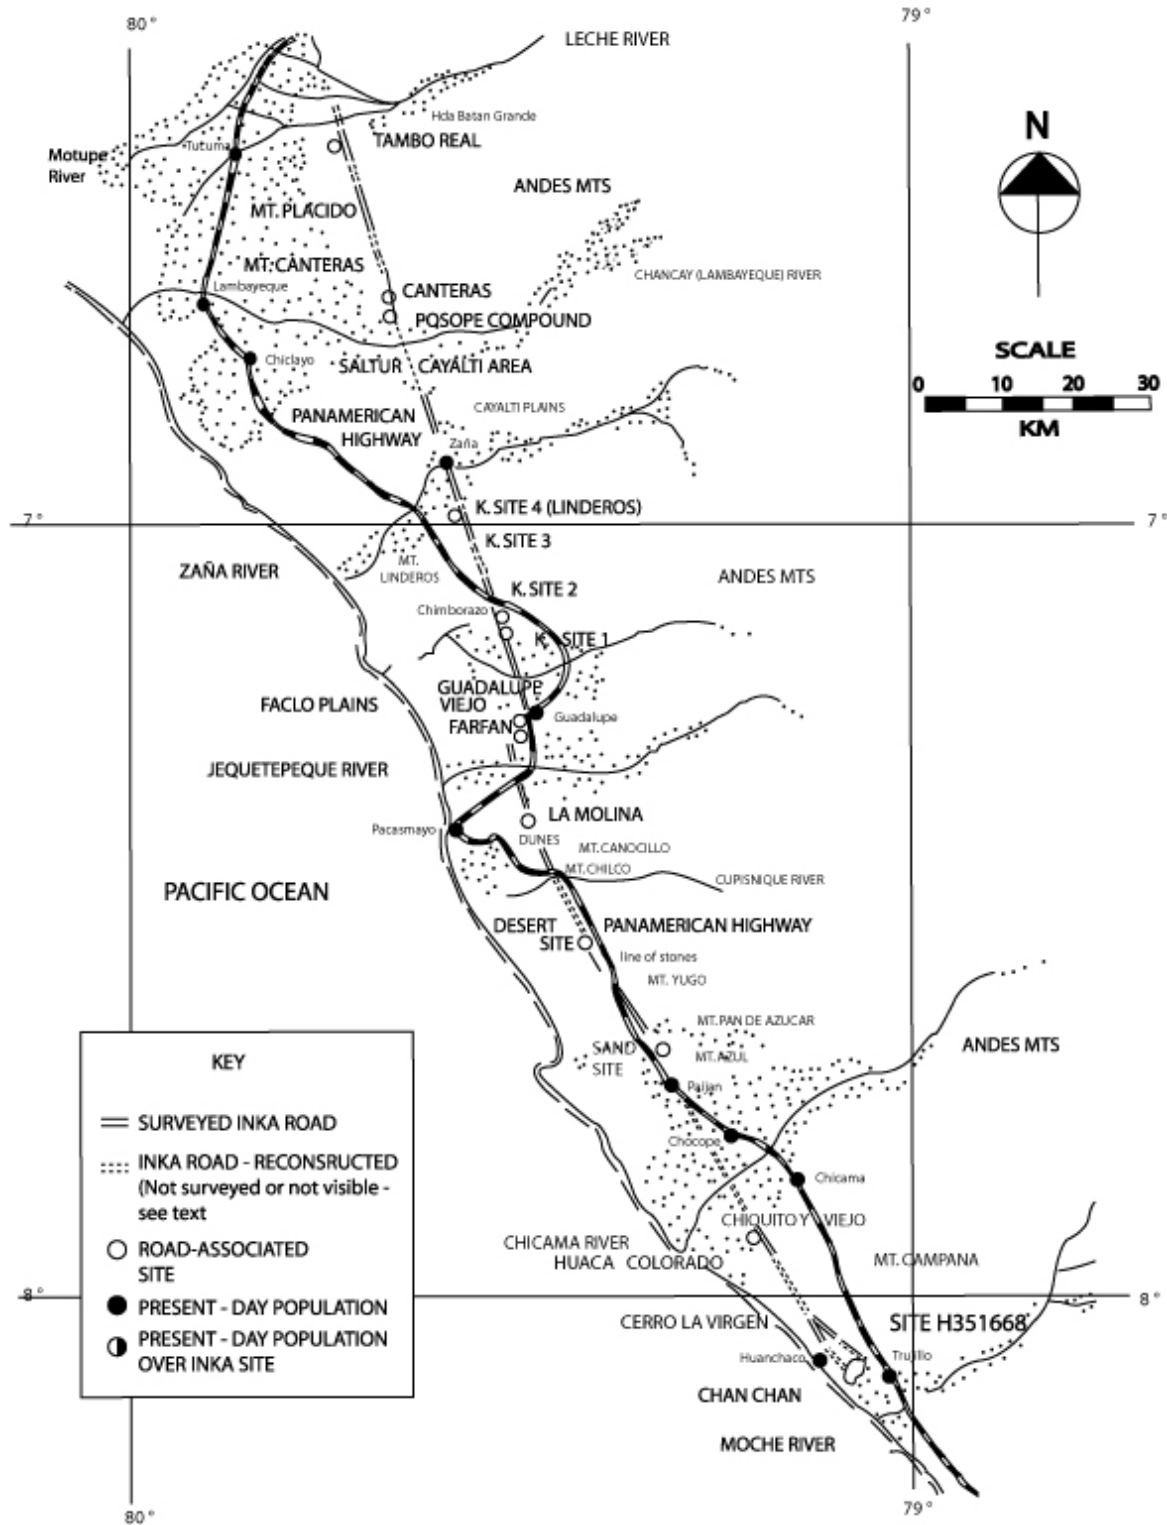 80°
79°
LECHE RIVER
Hda Batan Grande
Tutuma
TAMBO REAL
N
Motupe
River
ANDES MTS
MT. PLACIDO
MT. CANTERAS
CHANCAY (LAMBAYEQUE) RIVER
Lambayeque
CANTERAS
POSOPE COMPOUND
SCALE
Chiclayo
SALTUR CAYALTI AREA
0 10 20 30
KM
CAYALTI PLAINS
PANAMERICAN
HIGHWAY
Zaña
K. SITE 4 (LINDEROS)
7°
7°
K. SITE 3
MT.
LINDEROS
ZAÑA RIVER
ANDES MTS
K. SITE 2
Chimborazo
K. SITE 1
GUADALUPE
VIEJO
FACLO PLAINS
FARFAN
Guadalupe
JEQUETEPEQUE RIVER
LA MOLINA
Pacasmayo
DUNES
MT. CANOCILLO
MT. CHILCO
CUPISNIQUE RIVER
PACIFIC OCEAN
DESERT
SITE
PANAMERICAN HIGHWAY
line of stones
MT. YUGO
MT. PAN DE AZUCAR
SAND
SITE
MT. AZUL
ANDES MTS
Paijan
Chocope
Chicama
CHIQUITO Y VIEJO
CHICAMA RIVER
HUACA COLORADO
MT. CAMPANA
8°
8°
CERRO LA VIRGEN
SITE H351668
Huanchaco
Trujillo
CHAN CHAN
MOCHE RIVER
KEY
SURVEYED INKA ROAD
INKA ROAD - RECONSRUCTED
(Not surveyed or not visible -
see text
ROAD-ASSOCIATED
SITE
PRESENT - DAY POPULATION
PRESENT - DAY POPULATION
OVER INKA SITE
80°
79°